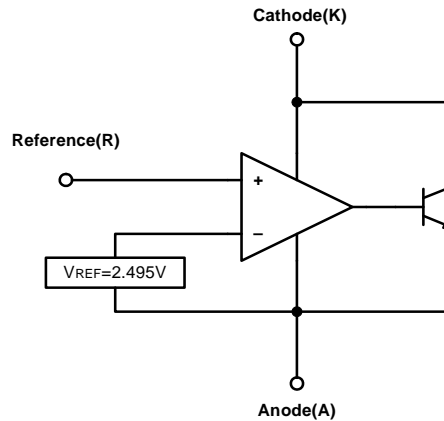 Cathode(K)
Reference(R)
+
–
VREF=2.495V
Anode(A)